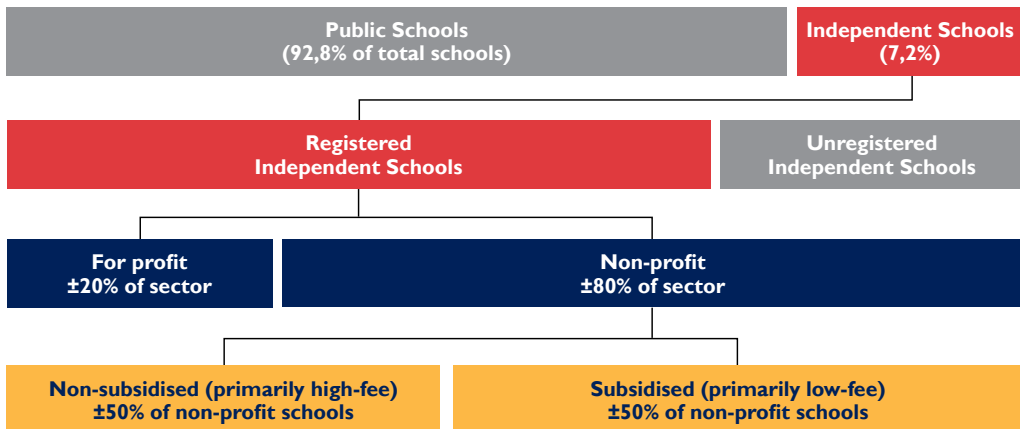 Public Schools
(92,8% of total schools)
Independent Schools
(7,2%)
Registered
Independent Schools
Unregistered
Independent Schools
For profit
±20% of sector
Non-profit
±80% of sector
Non-subsidised (primarily high-fee)
±50% of non-profit schools
Subsidised (primarily low-fee)
±50% of non-profit schools